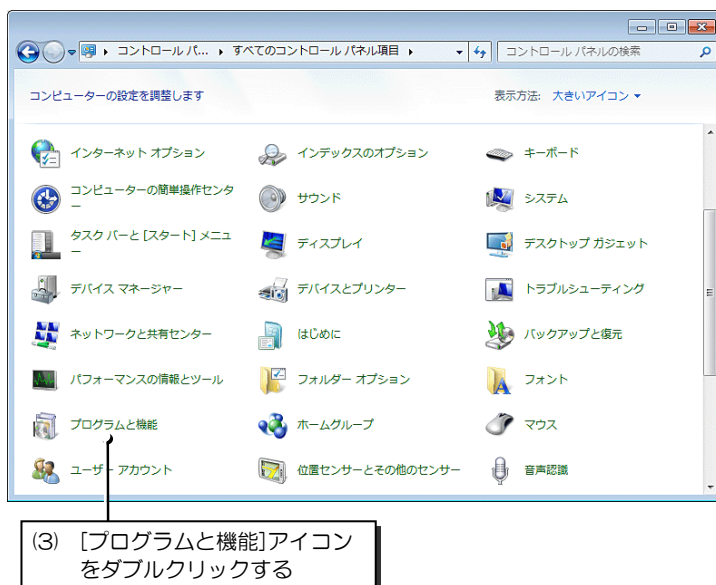 コントロール パ... すべてのコントロール パネル項目 コントロール パネルの検索
コンピューターの設定を調整します 表示方法: 大きいアイコン
インターネット オプション インデックスのオプション キーボード
コンピューターの簡単操作センタ
ー サウンド システム
タスク バーと [スタート] メニュ
ー ディスプレイ デスクトップ ガジェット
デバイス マネージャー デバイスとプリンター トラブルシューティング
ネットワークと共有センター はじめに バックアップと復元
パフォーマンスの情報とツール フォルダー オプション フォント
プログラムと機能 ホームグループ マウス
ユーザー アカウント 位置センサーとその他のセンサー 音声認識
(3) [プログラムと機能]アイコン
をダブルクリックする